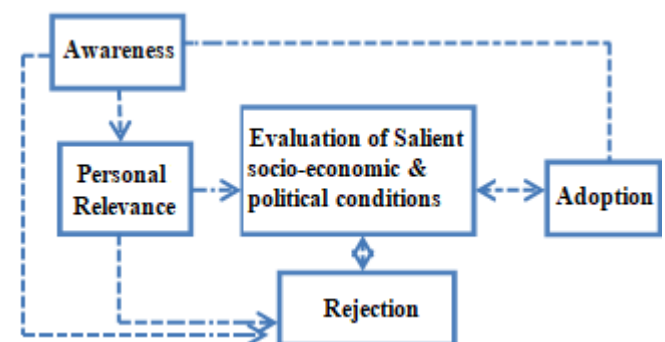 Awareness
Evaluation of Salient
socio-economic &
political conditions
Personal
Relevance
Adoption
Rejection